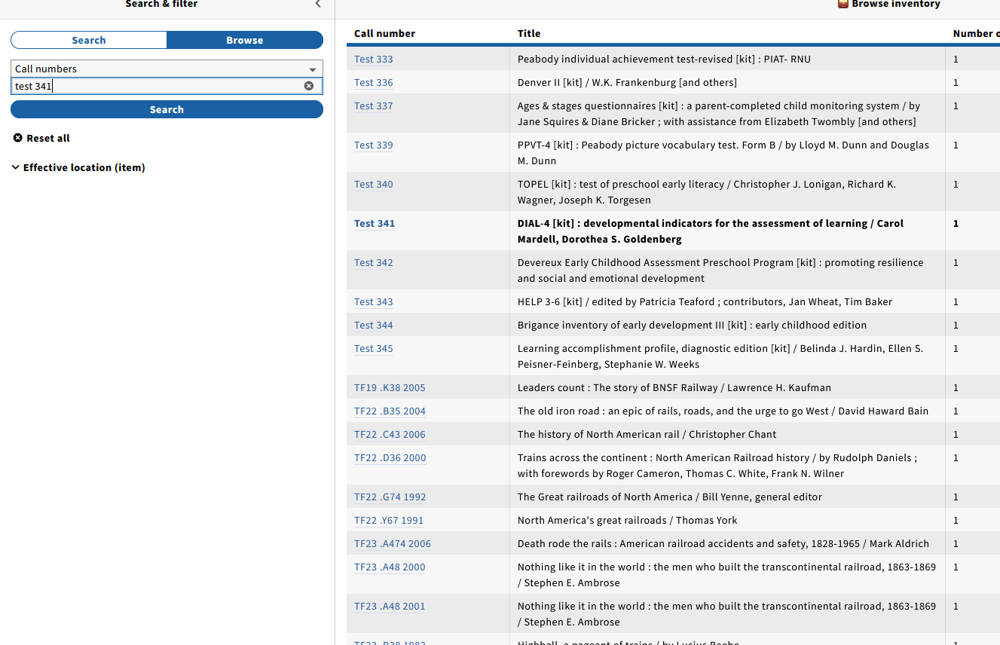 Search & filter
Browse inventory
Search
Browse
Call numbers
test 341
Search
Reset all
Effective location (item)
Call number
Title
Number o
Test 333
Peabody individual achievement test-revised [kit] : PIAT- RNU
1
Test 336
Denver II [kit] / W.K. Frankenburg [and others]
1
Test 337
Ages & stages questionnaires [kit] : a parent-completed child monitoring system / by
Jane Squires & Diane Bricker ; with assistance from Elizabeth Twombly [and others]
1
Test 339
PPVT-4 [kit] : Peabody picture vocabulary test. Form B / by Lloyd M. Dunn and Douglas
M. Dunn
1
Test 340
TOPEL [kit] : test of preschool early literacy / Christopher J. Lonigan, Richard K.
Wagner, Joseph K. Torgesen
1
Test 341
DIAL-4 [kit] : developmental indicators for the assessment of learning / Carol
Mardell, Dorothea S. Goldenberg
1
Test 342
Devereux Early Childhood Assessment Preschool Program [kit] : promoting resilience
and social and emotional development
1
Test 343
HELP 3-6 [kit] / edited by Patricia Teaford ; contributors, Jan Wheat, Tim Baker
1
Test 344
Brigance inventory of early development III [kit] : early childhood edition
1
Test 345
Learning accomplishment profile, diagnostic edition [kit] / Belinda J. Hardin, Ellen S.
Peisner-Feinberg, Stephanie W. Weeks
1
TF19 .K38 2005
Leaders count : The story of BNSF Railway / Lawrence H. Kaufman
1
TF22 .B35 2004
The old iron road : an epic of rails, roads, and the urge to go West / David Haward Bain
1
TF22 .C43 2006
The history of North American rail / Christopher Chant
1
TF22 .D36 2000
Trains across the continent : North American Railroad history / by Rudolph Daniels ;
with forewords by Roger Cameron, Thomas C. White, Frank N. Wilner
1
TF22 .G74 1992
The Great railroads of North America / Bill Yenne, general editor
1
TF22 .Y67 1991
North America's great railroads / Thomas York
1
TF23 .A474 2006
Death rode the rails : American railroad accidents and safety, 1828-1965 / Mark Aldrich
1
TF23 .A48 2000
Nothing like it in the world : the men who built the transcontinental railroad, 1863-1869
/ Stephen E. Ambrose
1
TF23 .A48 2001
Nothing like it in the world : the men who built the transcontinental railroad, 1863-1869
/ Stephen E. Ambrose
1
TF23 .B38 1982
Highball, a pageant of trains / by Lucius Beebe
1